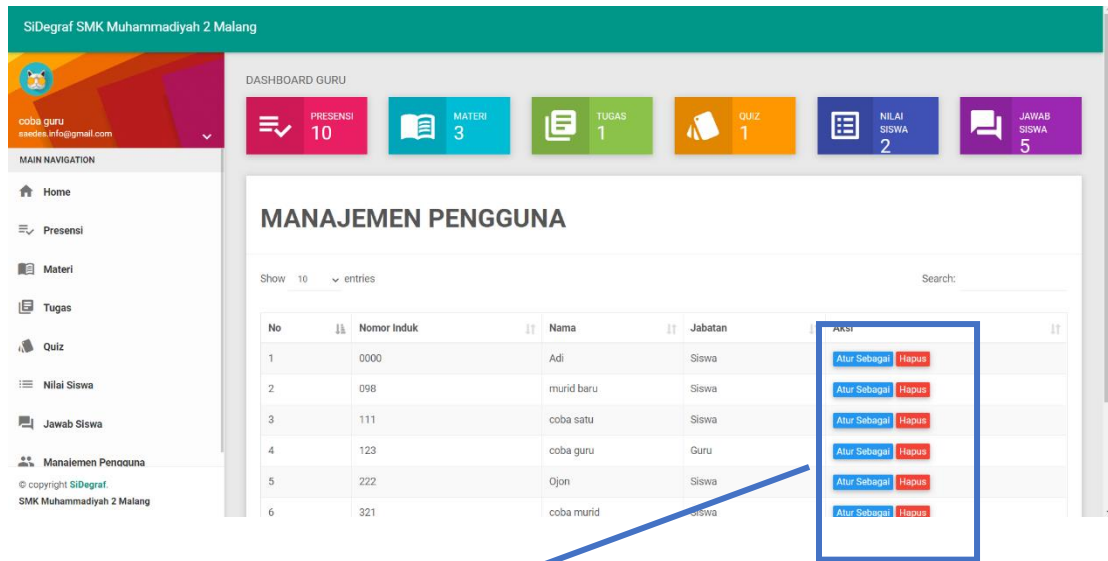 SiDegraf SMK Muhammadiyah 2 Malang
coba guru
saedes.info@gmail.com
MAIN NAVIGATION
Home
Presensi
Materi
Tugas
Quiz
Nilai Siswa
Jawab Siswa
Manajemen Pengguna
© copyright SiDegraf.
SMK Muhammadiyah 2 Malang
DASHBOARD GURU
PRESENSI
10
MATERI
3
TUGAS
1
QUIZ
1
NILAI
SISWA
2
JAWAB
SISWA
5
MANAJEMEN PENGGUNA
Show 10 entries
Search:
No Nomor Induk Nama Jabatan Aksi
1 0000 Adi Siswa Atur Sebagai Hapus
2 098 murid baru Siswa Atur Sebagai Hapus
3 111 coba satu Siswa Atur Sebagai Hapus
4 123 coba guru Guru Atur Sebagai Hapus
5 222 Ojon Siswa Atur Sebagai Hapus
6 321 coba murid Siswa Atur Sebagai Hapus